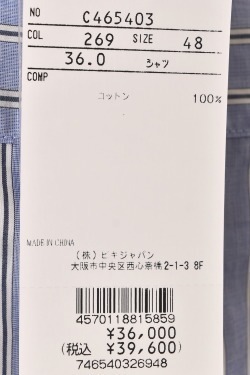 NO C465403
COL 269 SIZE 48
36.0 シャツ
COMP
コットン 100%
MADE IN CHINA
(株)ヒキジャパン
大阪市中央区西心斎橋2-1-3 8F
4570118815859
¥36,000
(税込 ¥39,600)
746540326948